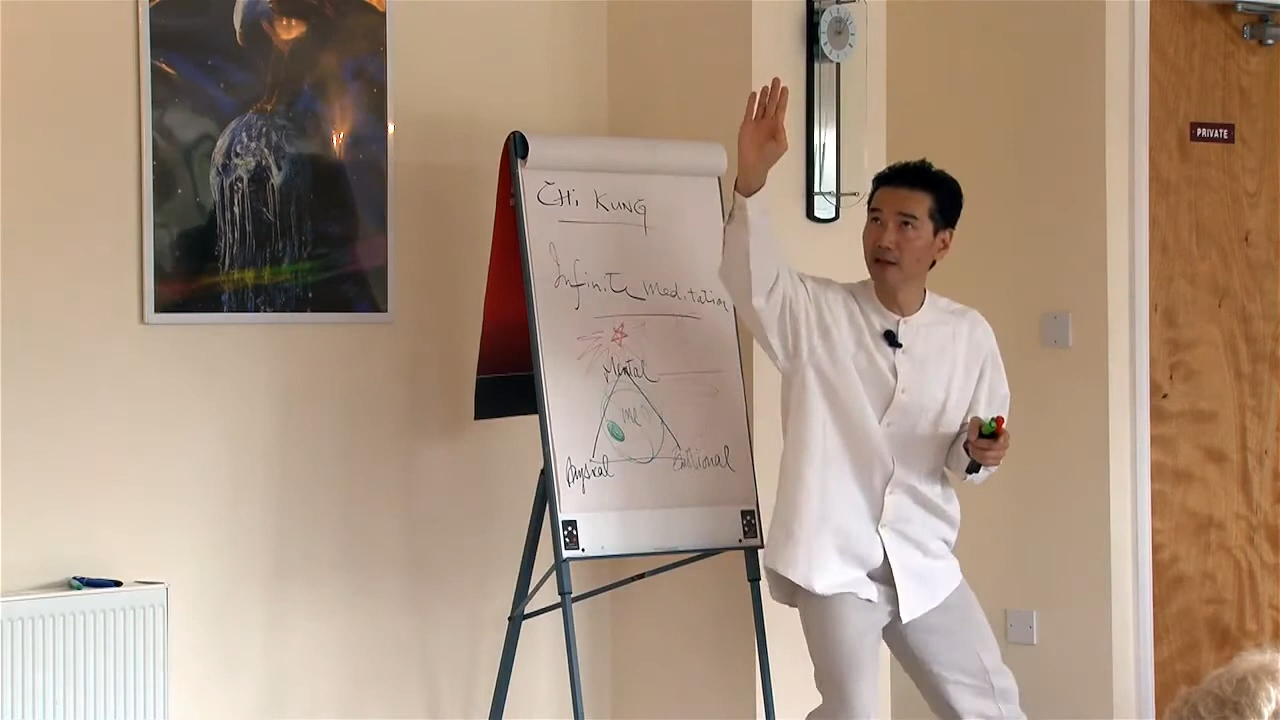 CHi KUNG
Infinite meditation
Mental
me
Physical
Emotional
PRIVATE